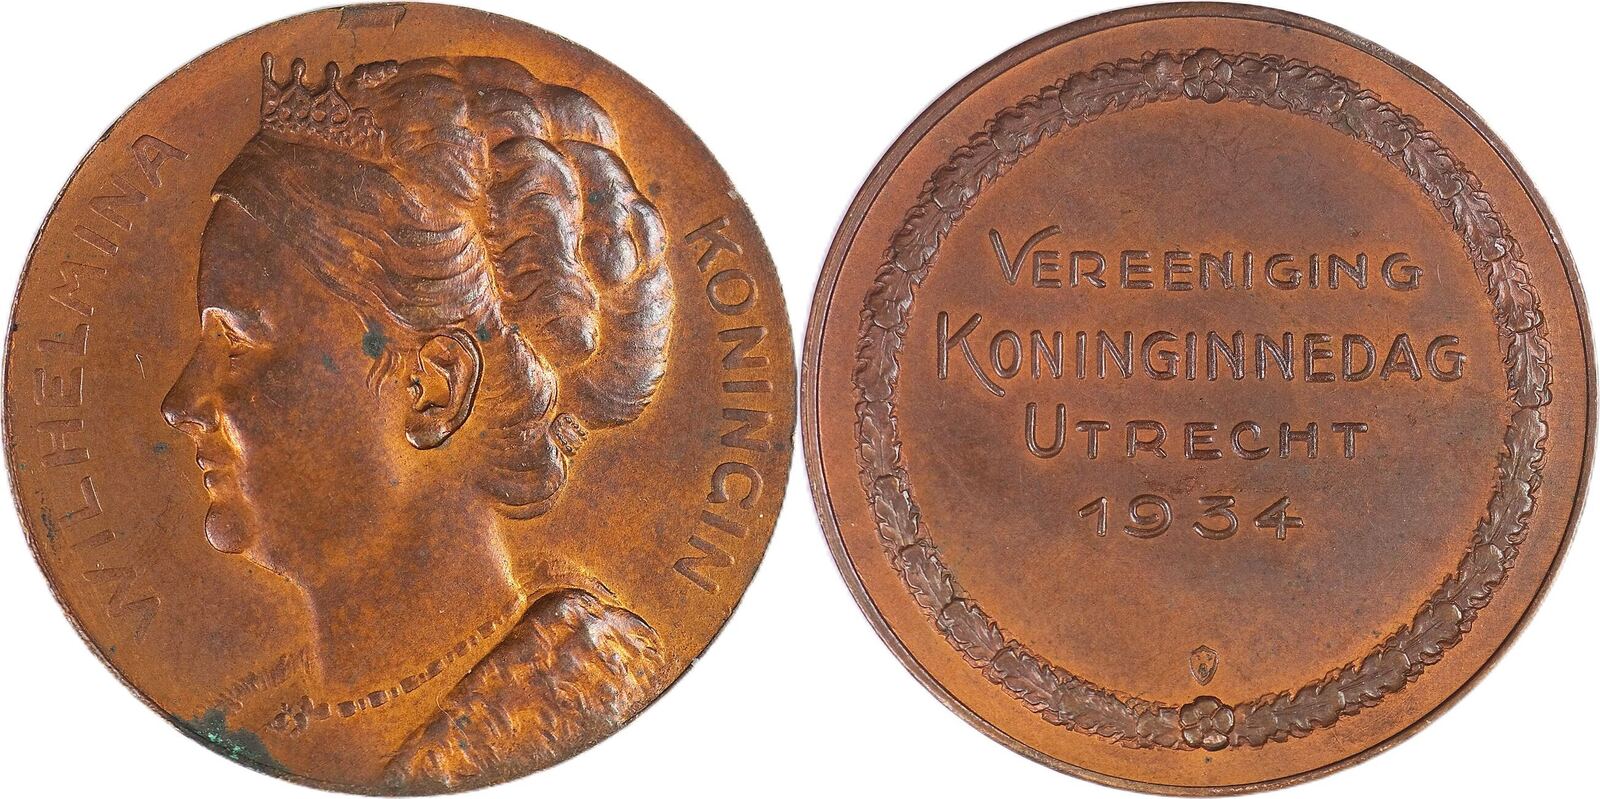 WILHELMINA
KONINGIN
VEREENIGING
KONINGINNEDAG
UTRECHT
1934